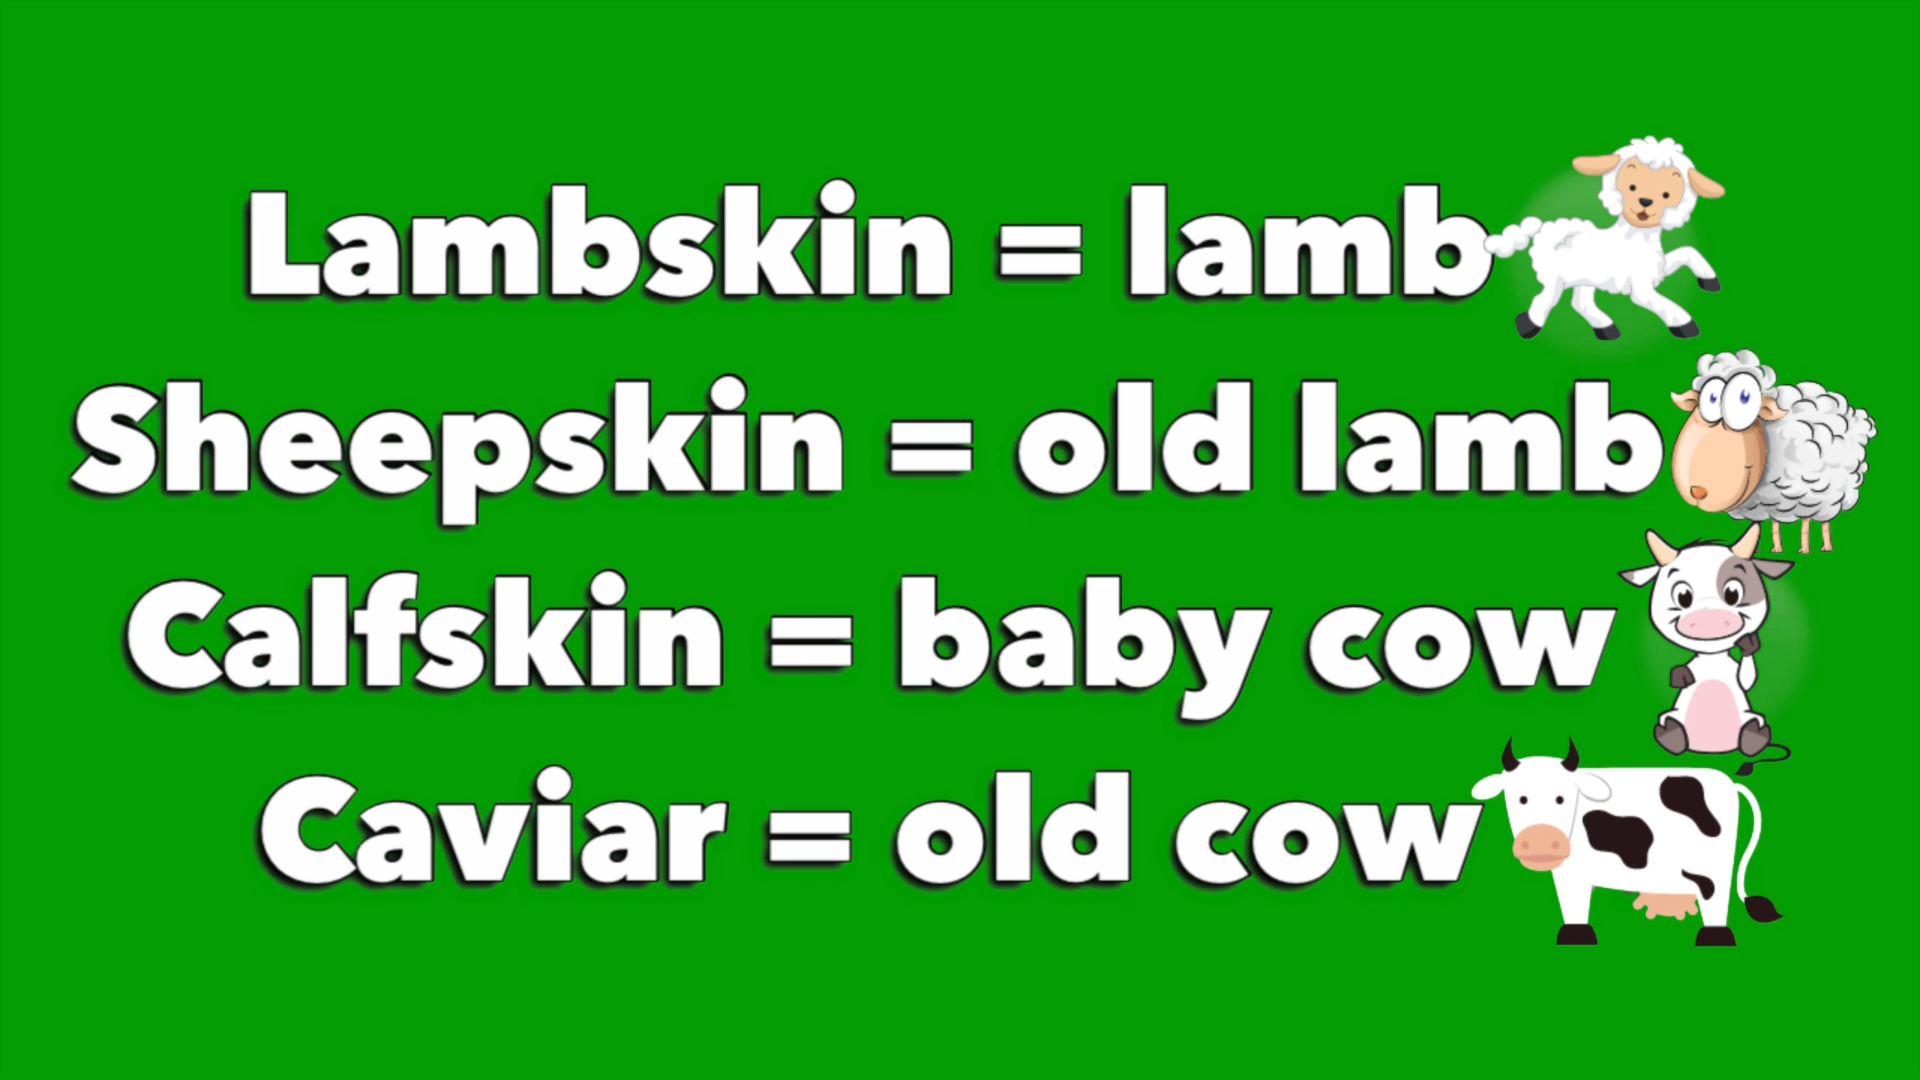 Lambskin = lamb
Sheepskin = old lamb
Calfskin = baby cow
Caviar = old cow